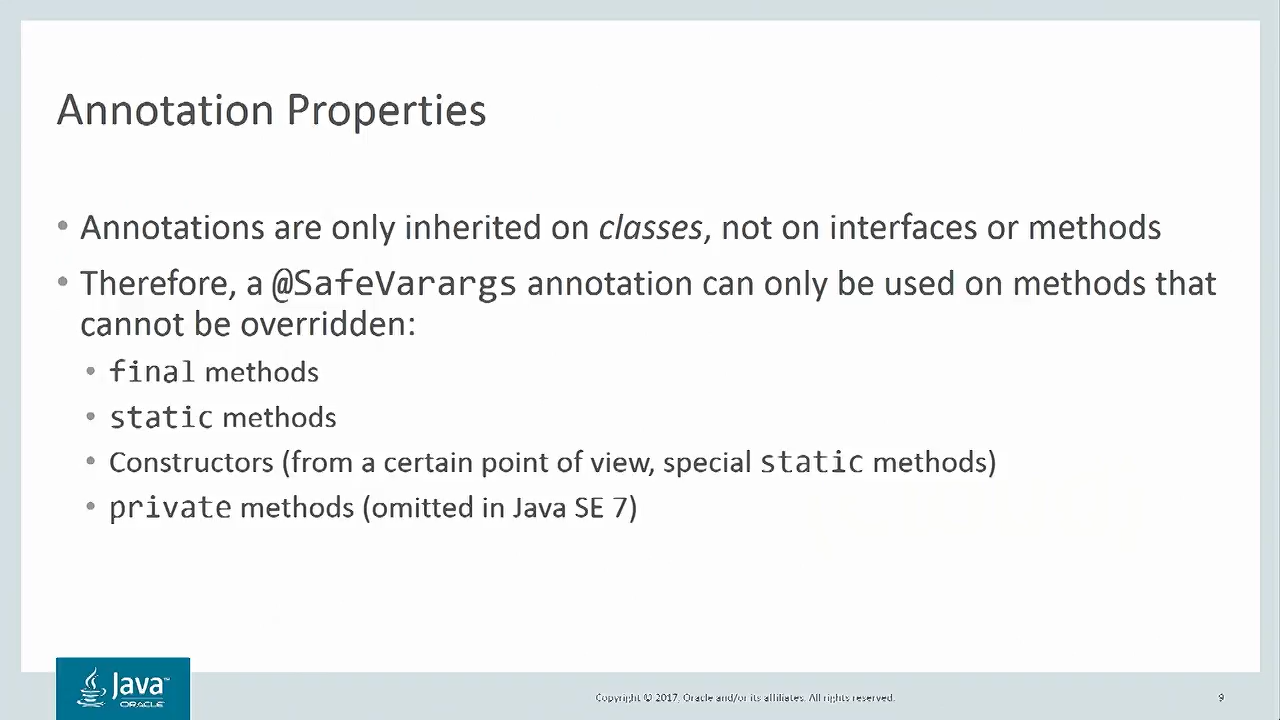 Annotation Properties
• Annotations are only inherited on classes, not on interfaces or methods
• Therefore, a @SafeVarargs annotation can only be used on methods that
cannot be overridden:
• final methods
• static methods
• Constructors (from a certain point of view, special static methods)
• private methods (omitted in Java SE 7)
Java™
ORACLE
Copyright © 2017, Oracle and/or its affiliates. All rights reserved.
9